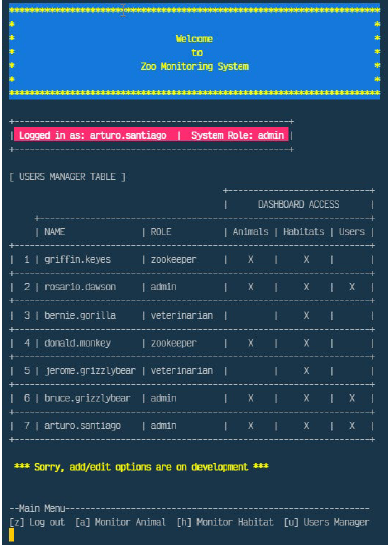 *****************************************************************
* *
* Welcome *
* to *
* Zoo Monitoring System *
* *
*****************************************************************
+-------------------------------------------------+
| Logged in as: arturo.santiago | System Role: admin |
+-------------------------------------------------+
[ USERS MANAGER TABLE ]
+-------------------------+
| DASHBOARD ACCESS |
+-----------------------------------------------------------+
| NAME | ROLE | Animals | Habitats | Users |
+----------------------------------------------------------------+
| 1 | griffin.keyes | zookeeper | X | X | |
+----------------------------------------------------------------+
| 2 | rosario.dawson | admin | X | X | X |
+----------------------------------------------------------------+
| 3 | bernie.gorilla | veterinarian | | X | |
+----------------------------------------------------------------+
| 4 | donald.monkey | zookeeper | X | X | |
+----------------------------------------------------------------+
| 5 | jerome.grizzlybear | veterinarian | | X | |
+----------------------------------------------------------------+
| 6 | bruce.grizzlybear | admin | X | X | X |
+----------------------------------------------------------------+
| 7 | arturo.santiago | admin | X | X | X |
+----------------------------------------------------------------+
*** Sorry, add/edit options are on development ***
--Main Menu------------------------------------------------------
[z] Log out [a] Monitor Animal [h] Monitor Habitat [u] Users Manager